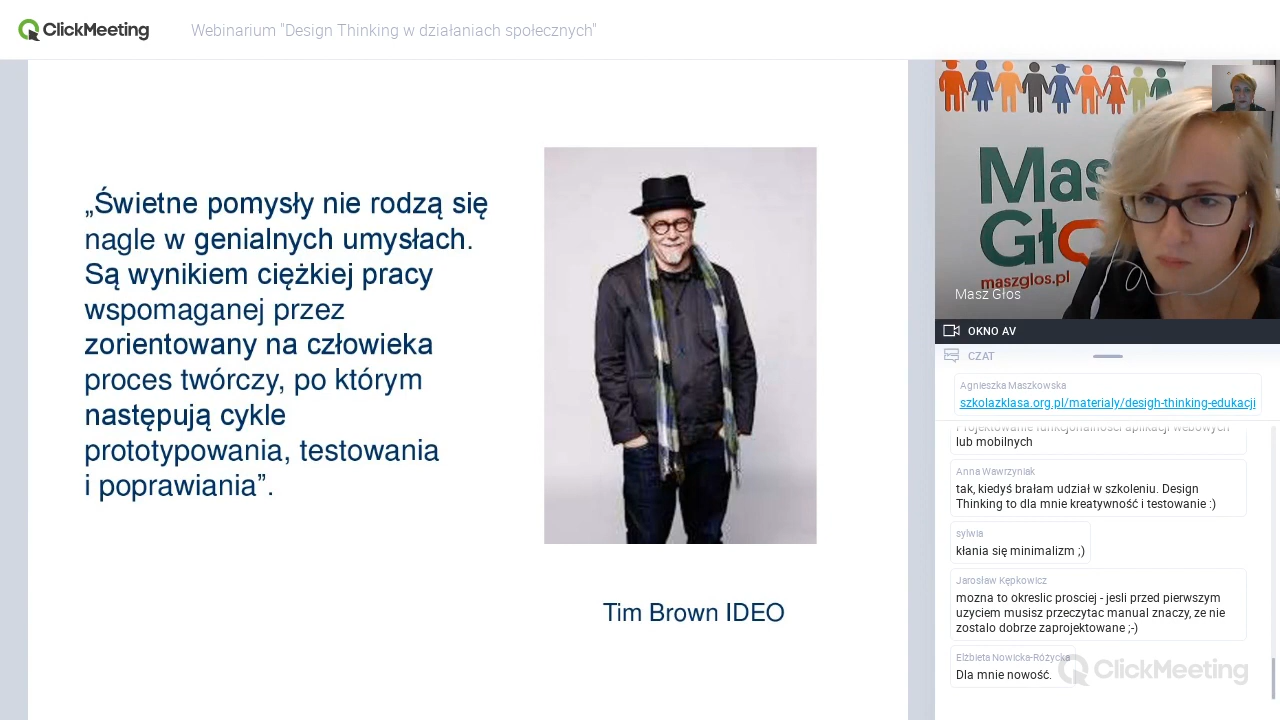 ClickMeeting
Webinarium "Design Thinking w działaniach społecznych"
„Świetne pomysły nie rodzą się
nagle w genialnych umysłach.
Są wynikiem ciężkiej pracy
wspomaganej przez
zorientowany na człowieka
proces twórczy, po którym
następują cykle
prototypowania, testowania
i poprawiania”.
Tim Brown IDEO
Masz
Głos
maszglos.pl
Masz Głos
OKNO AV
CZAT
Agnieszka Maszkowska
szkolazklasa.org.pl/materialy/desigh-thinking-edukacji
Projektowanie funkcjonalności aplikacji webowych
lub mobilnych
Anna Wawrzyniak
tak, kiedyś brałam udział w szkoleniu. Design
Thinking to dla mnie kreatywność i testowanie :)
sylwia
kłania się minimalizm ;)
Jarosław Kępkowicz
mozna to okreslic prosciej - jesli przed pierwszym
uzyciem musisz przeczytac manual znaczy, ze nie
zostalo dobrze zaprojektowane ;-)
Elżbieta Nowicka-Różycka
Dla mnie nowość.
ClickMeeting